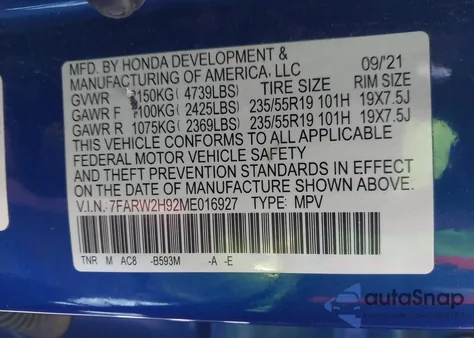 MFD. BY HONDA DEVELOPMENT &
MANUFACTURING OF AMERICA, LLC 09/'21
GVWR 150KG( 4739LBS) TIRE SIZE RIM SIZE
GAWR F 100KG( 2425LBS) 235/55R19 101H 19X7.5J
GAWR R 1075KG( 2369LBS) 235/55R19 101H 19X7.5J
THIS VEHICLE CONFORMS TO ALL APPLICABLE
FEDERAL MOTOR VEHICLE SAFETY
AND THEFT PREVENTION STANDARDS IN EFFECT
ON THE DATE OF MANUFACTURE SHOWN ABOVE.
V.I.N.:7FARW2H92ME016927 TYPE: MPV
TNR M AC8 -B593M -A -E
autoSnap